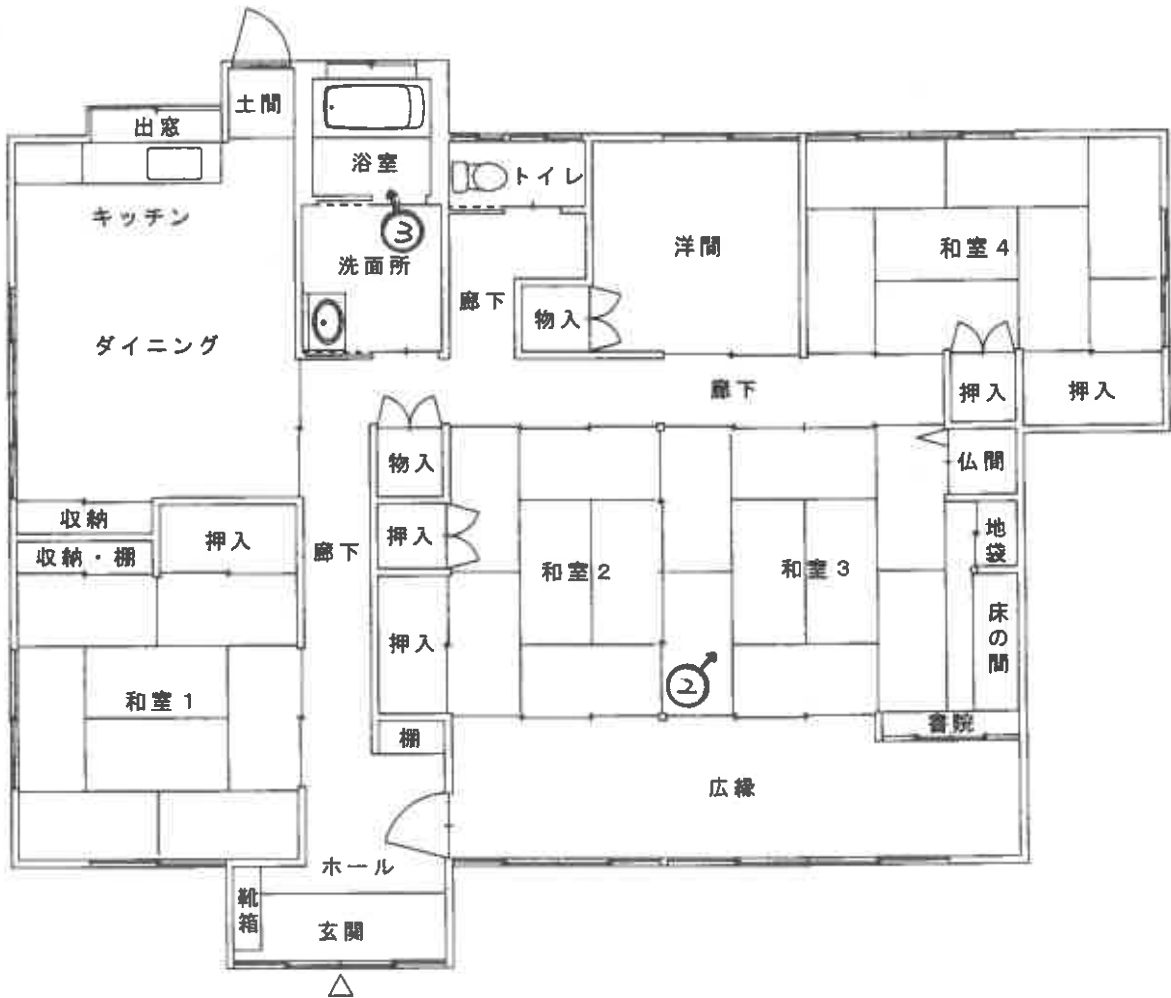 土間
出窓
浴室
トイレ
キッチン
③
洗面所
洋間
和室4
廊下
物入
ダイニング
廊下
押入
押入
物入
仏間
収納
押入
廊下
押入
地袋
収納・棚
和室2
和室3
床の間
押入
②
和室1
棚
書院
広縁
ホール
靴箱
玄関